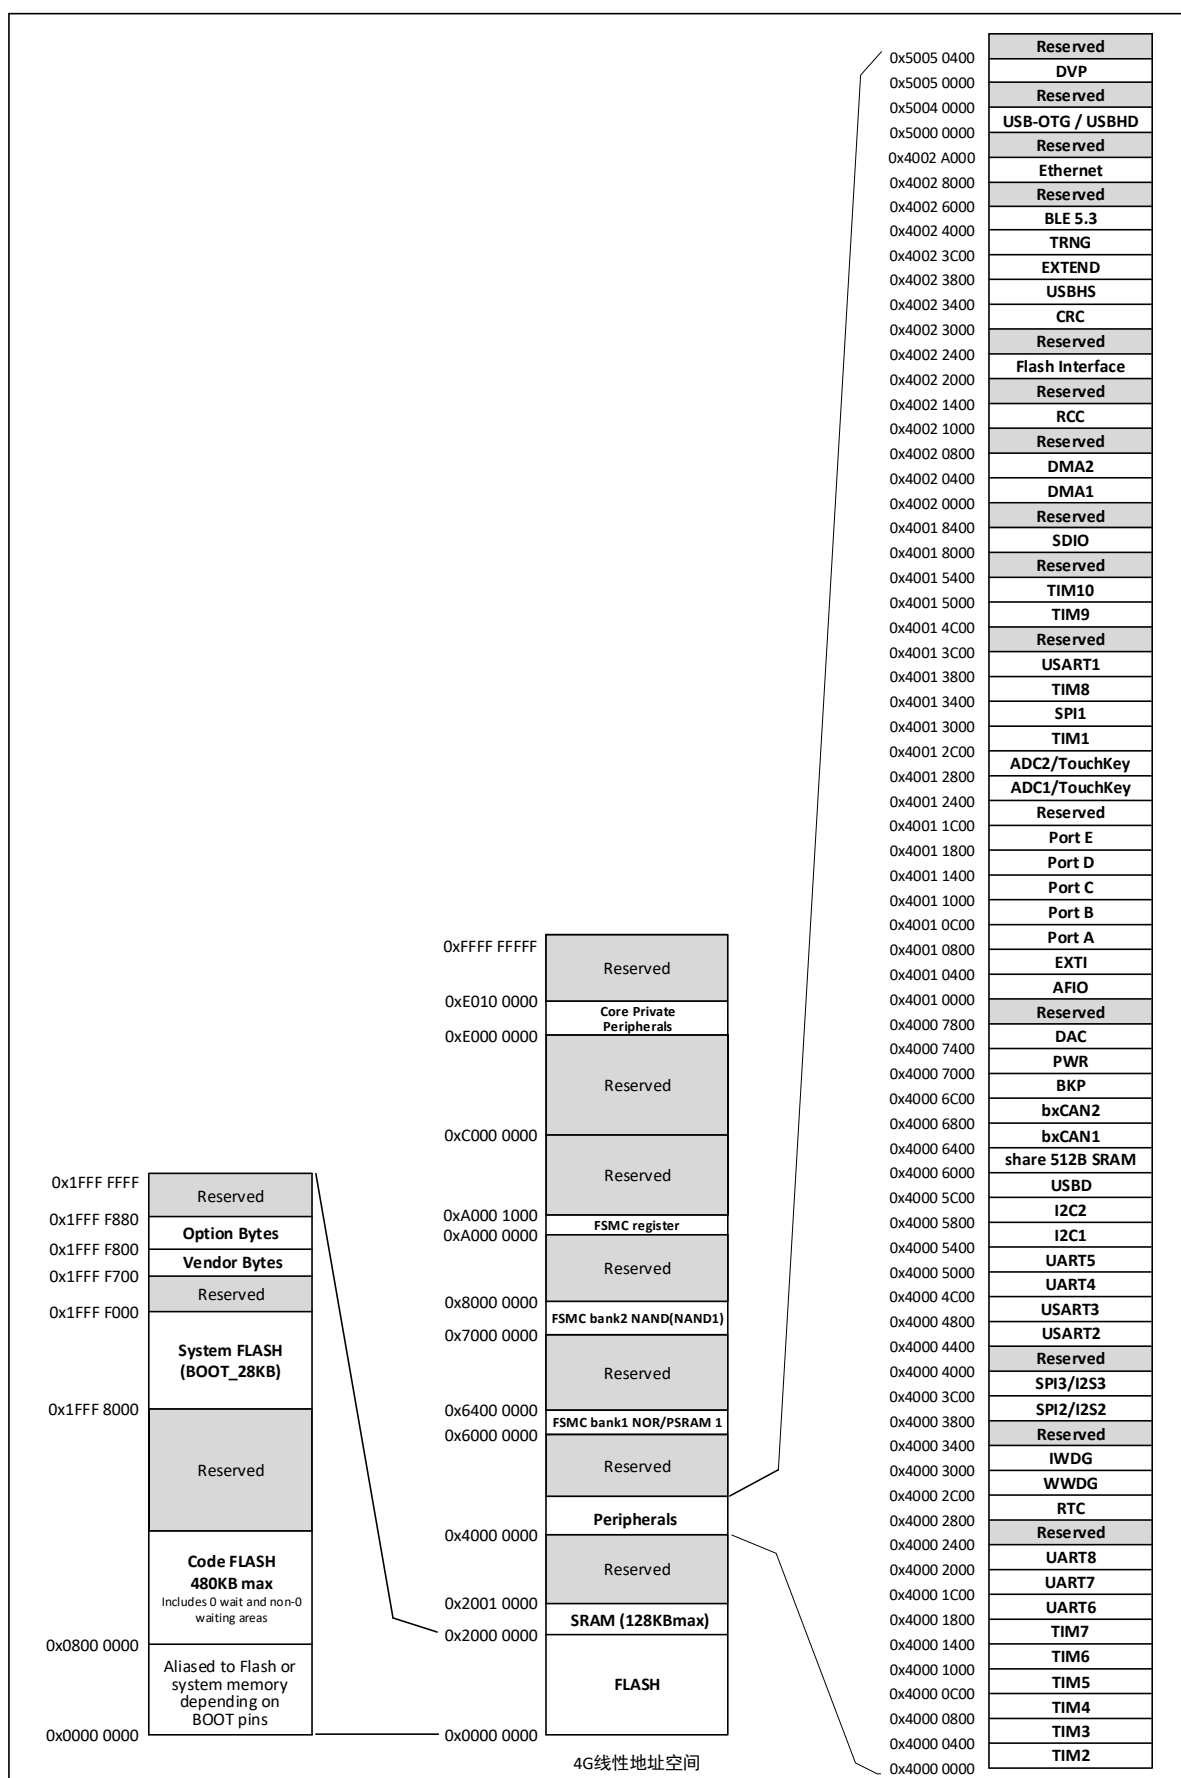 0x1FFF FFFF
Reserved
0x1FFF F880
Option Bytes
0x1FFF F800
Vendor Bytes
0x1FFF F700
Reserved
0x1FFF F000
System FLASH
(BOOT_28KB)
0x1FFF 8000
Reserved
Code FLASH
480KB max
Includes 0 wait and non-0
waiting areas
0x0800 0000
Aliased to Flash or
system memory
depending on
BOOT pins
0x0000 0000
0xFFFF FFFFF
Reserved
0xE010 0000
Core Private
Peripherals
0xE000 0000
Reserved
0xC000 0000
Reserved
0xA000 1000
FSMC register
0xA000 0000
Reserved
0x8000 0000
FSMC bank2 NAND(NAND1)
0x7000 0000
Reserved
0x6400 0000
FSMC bank1 NOR/PSRAM 1
0x6000 0000
Reserved
Peripherals
0x4000 0000
Reserved
0x2001 0000
SRAM (128KBmax)
0x2000 0000
FLASH
0x0000 0000
4G线性地址空间
Reserved
0x5005 0400
DVP
0x5005 0000
Reserved
0x5004 0000
USB-OTG / USBHD
0x5000 0000
Reserved
0x4002 A000
Ethernet
0x4002 8000
Reserved
0x4002 6000
BLE 5.3
0x4002 4000
TRNG
0x4002 3C00
EXTEND
0x4002 3800
USBHS
0x4002 3400
CRC
0x4002 3000
Reserved
0x4002 2400
Flash Interface
0x4002 2000
Reserved
0x4002 1400
RCC
0x4002 1000
Reserved
0x4002 0800
DMA2
0x4002 0400
DMA1
0x4002 0000
Reserved
0x4001 8400
SDIO
0x4001 8000
Reserved
0x4001 5400
TIM10
0x4001 5000
TIM9
0x4001 4C00
Reserved
0x4001 3C00
USART1
0x4001 3800
TIM8
0x4001 3400
SPI1
0x4001 3000
TIM1
0x4001 2C00
ADC2/TouchKey
0x4001 2800
ADC1/TouchKey
0x4001 2400
Reserved
0x4001 1C00
Port E
0x4001 1800
Port D
0x4001 1400
Port C
0x4001 1000
Port B
0x4001 0C00
Port A
0x4001 0800
EXTI
0x4001 0400
AFIO
0x4001 0000
Reserved
0x4000 7800
DAC
0x4000 7400
PWR
0x4000 7000
BKP
0x4000 6C00
bxCAN2
0x4000 6800
bxCAN1
0x4000 6400
share 512B SRAM
0x4000 6000
USBD
0x4000 5C00
I2C2
0x4000 5800
I2C1
0x4000 5400
UART5
0x4000 5000
UART4
0x4000 4C00
USART3
0x4000 4800
USART2
0x4000 4400
Reserved
0x4000 4000
SPI3/I2S3
0x4000 3C00
SPI2/I2S2
0x4000 3800
Reserved
0x4000 3400
IWDG
0x4000 3000
WWDG
0x4000 2C00
RTC
0x4000 2800
Reserved
0x4000 2400
UART8
0x4000 2000
UART7
0x4000 1C00
UART6
0x4000 1800
TIM7
0x4000 1400
TIM6
0x4000 1000
TIM5
0x4000 0C00
TIM4
0x4000 0800
TIM3
0x4000 0400
TIM2
0x4000 0000